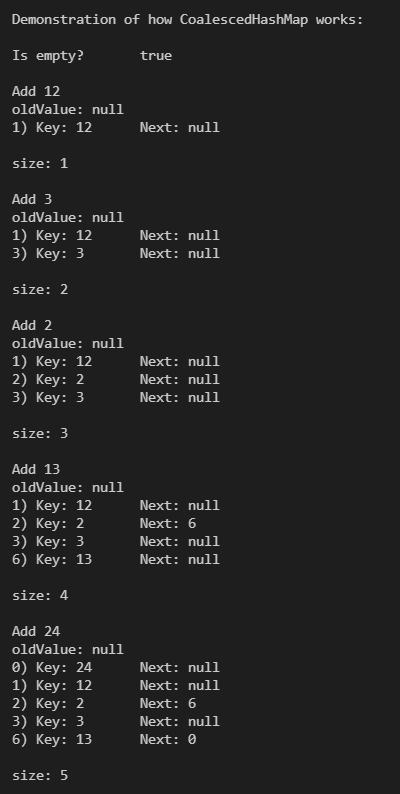 Demonstration of how CoalescedHashMap works:
Is empty? true
Add 12
oldValue: null
1) Key: 12 Next: null
size: 1
Add 3
oldValue: null
1) Key: 12 Next: null
3) Key: 3 Next: null
size: 2
Add 2
oldValue: null
1) Key: 12 Next: null
2) Key: 2 Next: null
3) Key: 3 Next: null
size: 3
Add 13
oldValue: null
1) Key: 12 Next: null
2) Key: 2 Next: 6
3) Key: 3 Next: null
6) Key: 13 Next: null
size: 4
Add 24
oldValue: null
0) Key: 24 Next: null
1) Key: 12 Next: null
2) Key: 2 Next: 6
3) Key: 3 Next: null
6) Key: 13 Next: 0
size: 5